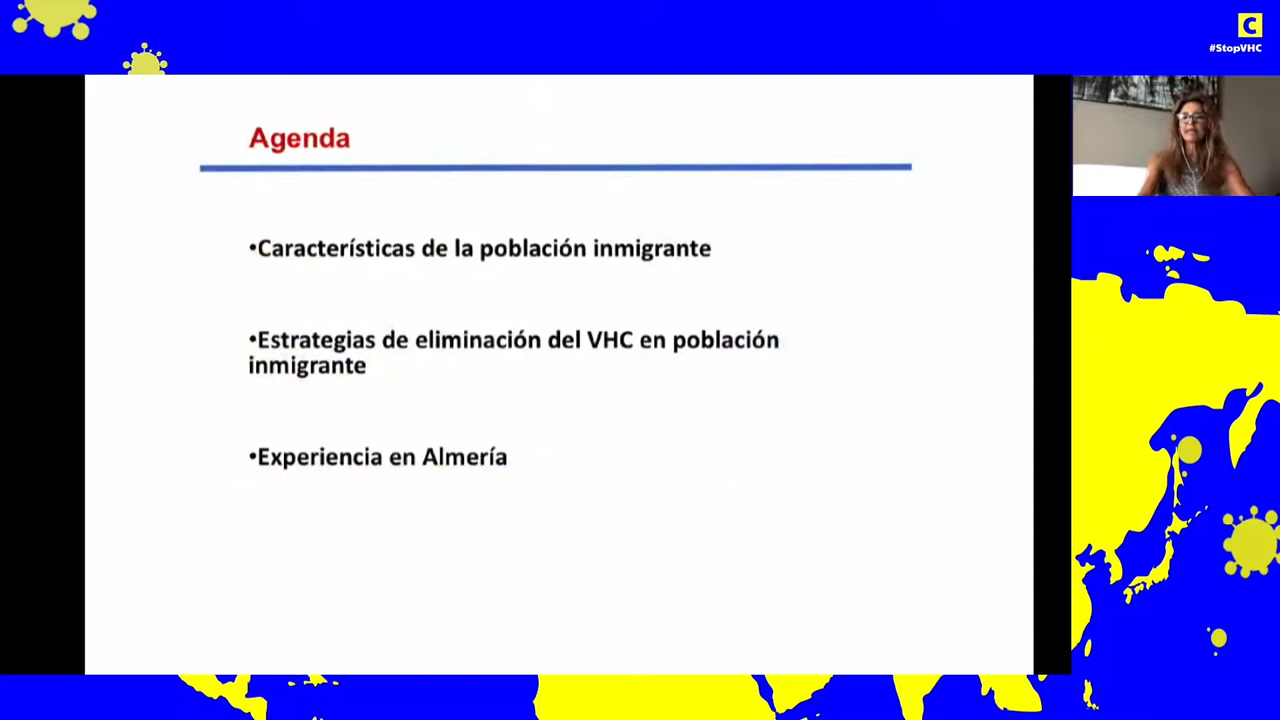 C
#StopVHC
Agenda
•Características de la población inmigrante
•Estrategias de eliminación del VHC en población
inmigrante
•Experiencia en Almería